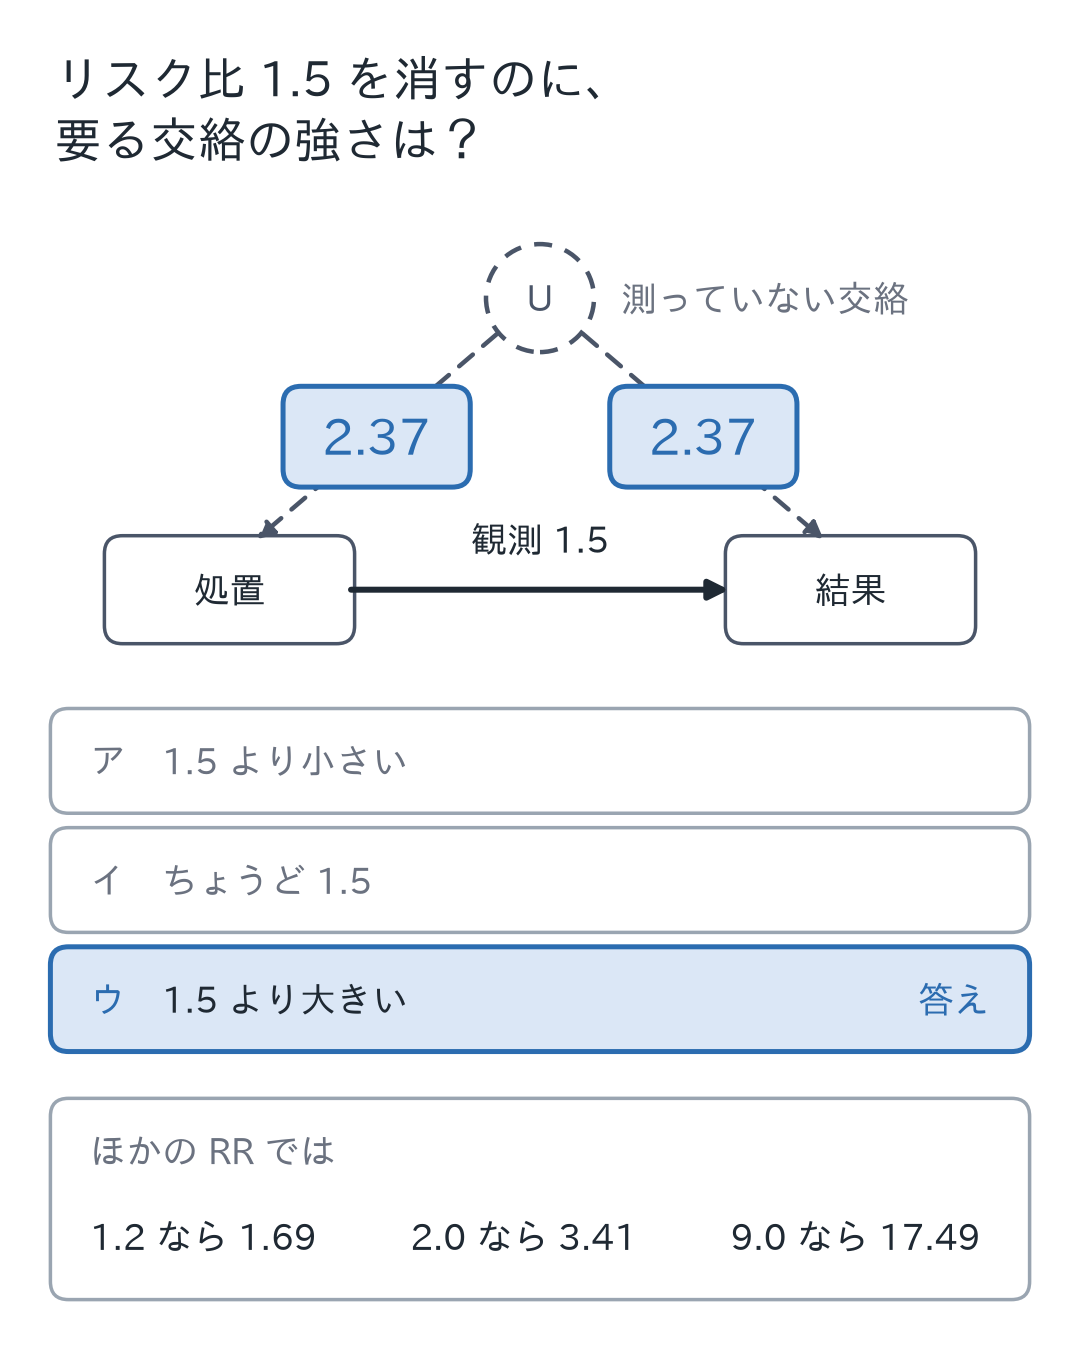 リスク比 1.5 を消すのに、
要る交絡の強さは？
U
測っていない交絡
2.37
2.37
観測 1.5
処置
結果
ア 1.5 より小さい
イ ちょうど 1.5
ウ 1.5 より大きい 答え
ほかの RR では
1.2 なら 1.69 2.0 なら 3.41 9.0 なら 17.49